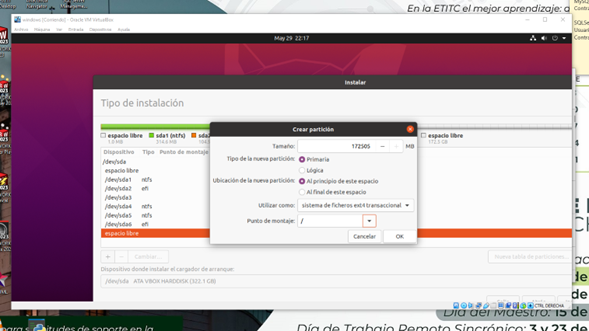 En la ETITC el mejor aprendizaje: a
windows [Corriendo] - Oracle VM VirtualBox
Archivo Máquina Ver Entrada Dispositivos Ayuda
May 29 22:17
Instalar
Tipo de instalación
espacio libre
1.0 MB
sda1 (ntfs)
espacio libre
172.5 GB
Dispositivo Tipo Punto de montaje
/dev/sda
espacio libre
/dev/sda1 ntfs
/dev/sda2 efi
/dev/sda3
/dev/sda4 ntfs
/dev/sda5 ntfs
/dev/sda6 efi
espacio libre
Crear partición
Tamaño: 172505 − + MB
Tipo de la nueva partición: Primaria
Lógica
Ubicación de la nueva partición: Al principio de este espacio
Al final de este espacio
Utilizar como: sistema de ficheros ext4 transaccional
Punto de montaje: /
Cancelar OK
+ − Cambiar...
Nueva tabla de particiones...
Dispositivo donde instalar el cargador de arranque:
/dev/sda ATA VBOX HARDDISK (322.1 GB)
CTRL DERECHA
para solicitudes de soporte en la
Día del Maestro: 15 de
Día de Trabajo Remoto Sincrónico: 3 y 23 de